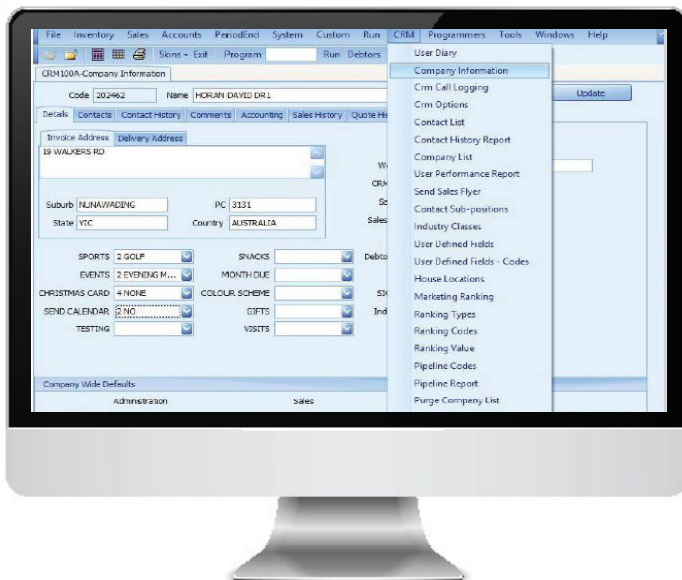 File Inventory Sales Accounts PeriodEnd System Custom Run CRM Programmers Tools Windows Help
Skins - Exit Program Run Debtors
CRM100A-Company Information
Code 202462 Name HORAN DAVID DR1 Update
Details Contacts Contact History Comments Accounting Sales History Quote
Invoice Address Delivery Address
19 WALKERS RD
Suburb NUNAWADING PC 3131
State VIC Country AUSTRALIA Sales
SPORTS 2 GOLF SNACKS
EVENTS 2 EVENING M... MONTH DUE
CHRISTMAS CARD 4 NONE COLOUR SCHEME
SEND CALENDAR 2 NO GIFTS
TESTING VISITS
Company Wide Defaults
Administration Sales
User Diary
Company Information
Crm Call Logging
Crm Options
Contact List
Contact History Report
Company List
User Performance Report
Send Sales Flyer
Contact Sub-positions
Industry Classes
User Defined Fields
User Defined Fields - Codes
House Locations
Marketing Ranking
Ranking Types
Ranking Codes
Ranking Value
Pipeline Codes
Pipeline Report
Purge Company List